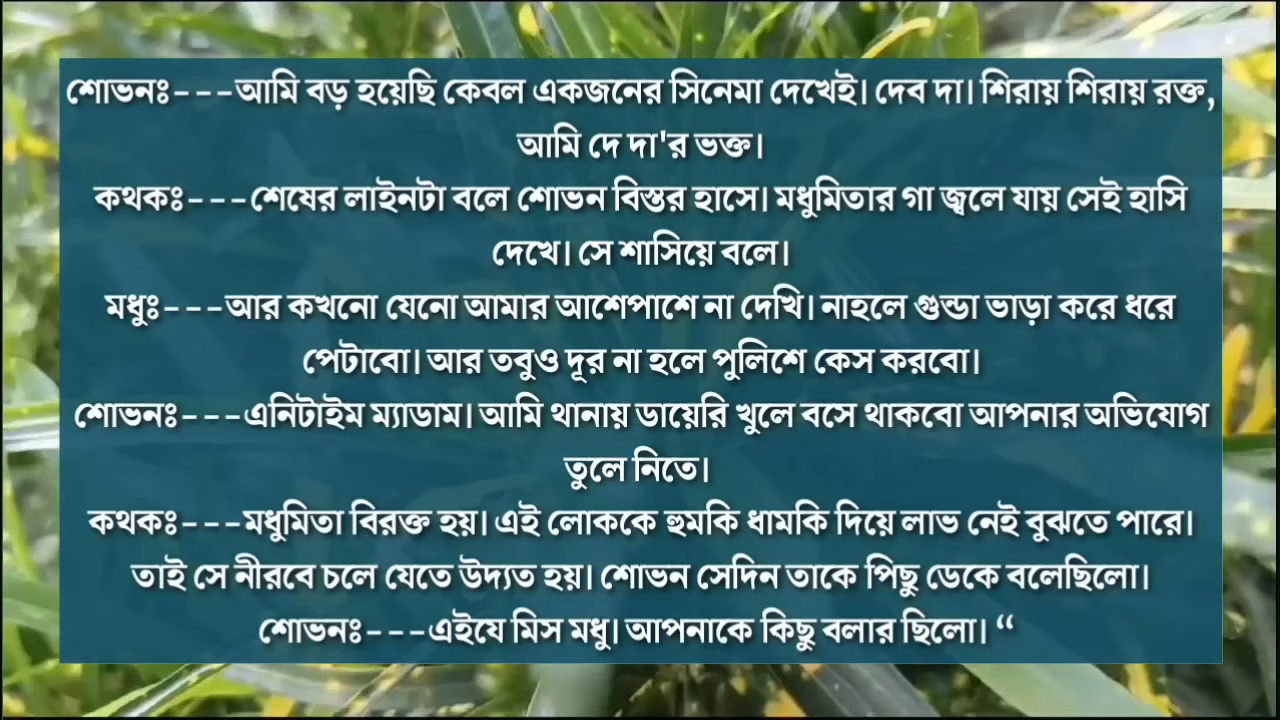 শোভনঃ---আমি বড় হয়েছি কেবল একজনের সিনেমা দেখেই। দেব দা। শিরায় শিরায় রক্ত,
আমি দে দা'র ভক্ত।
কথকঃ---শেষের লাইনটা বলে শোভন বিস্তর হাসে। মধুমিতার গা জ্বলে যায় সেই হাসি
দেখে। সে শাসিয়ে বলে।
মধুঃ---আর কখনো যেনো আমার আশেপাশে না দেখি। নাহলে গুন্ডা ভাড়া করে ধরে
পেটাবো। আর তবুও দূর না হলে পুলিশে কেস করবো।
শোভনঃ---এনিটাইম ম্যাডাম। আমি থানায় ডায়েরি খুলে বসে থাকবো আপনার অভিযোগ
তুলে নিতে।
কথকঃ---মধুমিতা বিরক্ত হয়। এই লোককে হুমকি ধামকি দিয়ে লাভ নেই বুঝতে পারে।
তাই সে নীরবে চলে যেতে উদ্যত হয়। শোভন সেদিন তাকে পিছু ডেকে বলেছিলো।
শোভনঃ---এইযে মিস মধু। আপনাকে কিছু বলার ছিলো। “